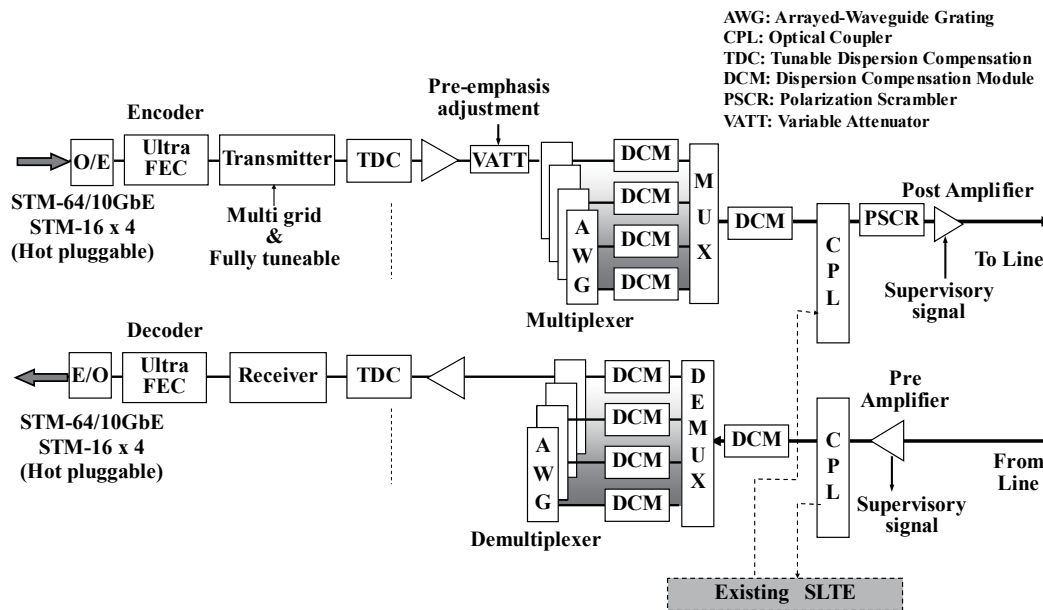 AWG: Arrayed-Waveguide Grating
CPL: Optical Coupler
TDC: Tunable Dispersion Compensation
DCM: Dispersion Compensation Module
PSCR: Polarization Scrambler
VATT: Variable Attenuator
Pre-emphasis
adjustment
Encoder
O/E
Ultra
FEC
Transmitter
TDC
VATT
STM-64/10GbE
STM-16 x 4
(Hot pluggable)
Multi grid
&
Fully tuneable
A
W
G
Multiplexer
DCM
DCM
DCM
DCM
M
U
X
DCM
C
P
L
PSCR
Post Amplifier
To Line
Supervisory
signal
Decoder
E/O
Ultra
FEC
Receiver
TDC
STM-64/10GbE
STM-16 x 4
(Hot pluggable)
A
W
G
Demultiplexer
DCM
DCM
DCM
DCM
D
E
M
U
X
DCM
C
P
L
Pre
Amplifier
From
Line
Supervisory
signal
Existing SLTE